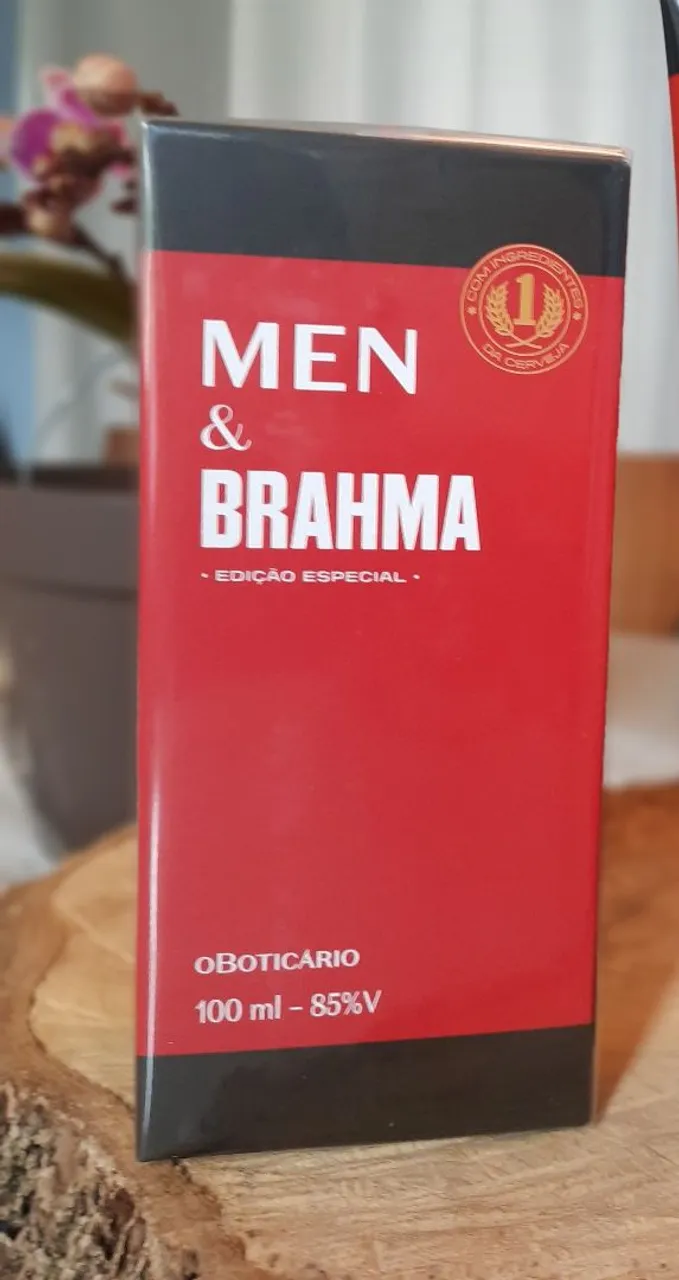 COM INGREDIENTES
1
DA CERVEJA
MEN
&
BRAHMA
• EDIÇÃO ESPECIAL •
oBOTICÁRIO
100 ml – 85%V